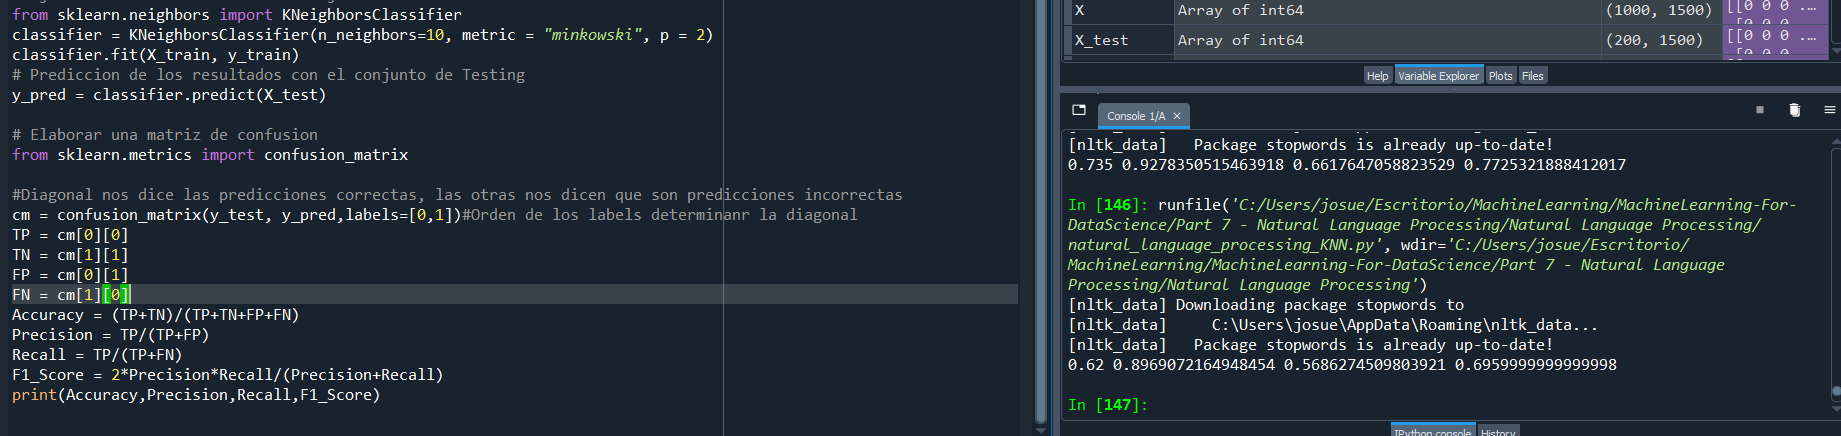 from sklearn.neighbors import KNeighborsClassifier
classifier = KNeighborsClassifier(n_neighbors=10, metric = "minkowski", p = 2)
classifier.fit(X_train, y_train)
# Prediccion de los resultados con el conjunto de Testing
y_pred = classifier.predict(X_test)
# Elaborar una matriz de confusion
from sklearn.metrics import confusion_matrix
#Diagonal nos dice las predicciones correctas, las otras nos dicen que son predicciones incorrectas
cm = confusion_matrix(y_test, y_pred,labels=[0,1])#Orden de los labels determinanr la diagonal
TP = cm[0][0]
TN = cm[1][1]
FP = cm[0][1]
FN = cm[1][0]
Accuracy = (TP+TN)/(TP+TN+FP+FN)
Precision = TP/(TP+FP)
Recall = TP/(TP+FN)
F1_Score = 2*Precision*Recall/(Precision+Recall)
print(Accuracy,Precision,Recall,F1_Score)
X Array of int64 (1000, 1500) [[0 0 0 ...
X_test Array of int64 (200, 1500) [[0 0 0 ...
Help Variable Explorer Plots Files
Console 1/A ×
[nltk_data]   Package stopwords is already up-to-date!
0.735 0.9278350515463918 0.6617647058823529 0.7725321888412017
In [146]: runfile('C:/Users/josue/Escritorio/MachineLearning/MachineLearning-For-
DataScience/Part 7 - Natural Language Processing/Natural Language Processing/
natural_language_processing_KNN.py', wdir='C:/Users/josue/Escritorio/
MachineLearning/MachineLearning-For-DataScience/Part 7 - Natural Language
Processing/Natural Language Processing')
[nltk_data] Downloading package stopwords to
[nltk_data]     C:\Users\josue\AppData\Roaming\nltk_data...
[nltk_data]   Package stopwords is already up-to-date!
0.62 0.8969072164948454 0.5686274509803921 0.6959999999999998
In [147]:
IPython console History